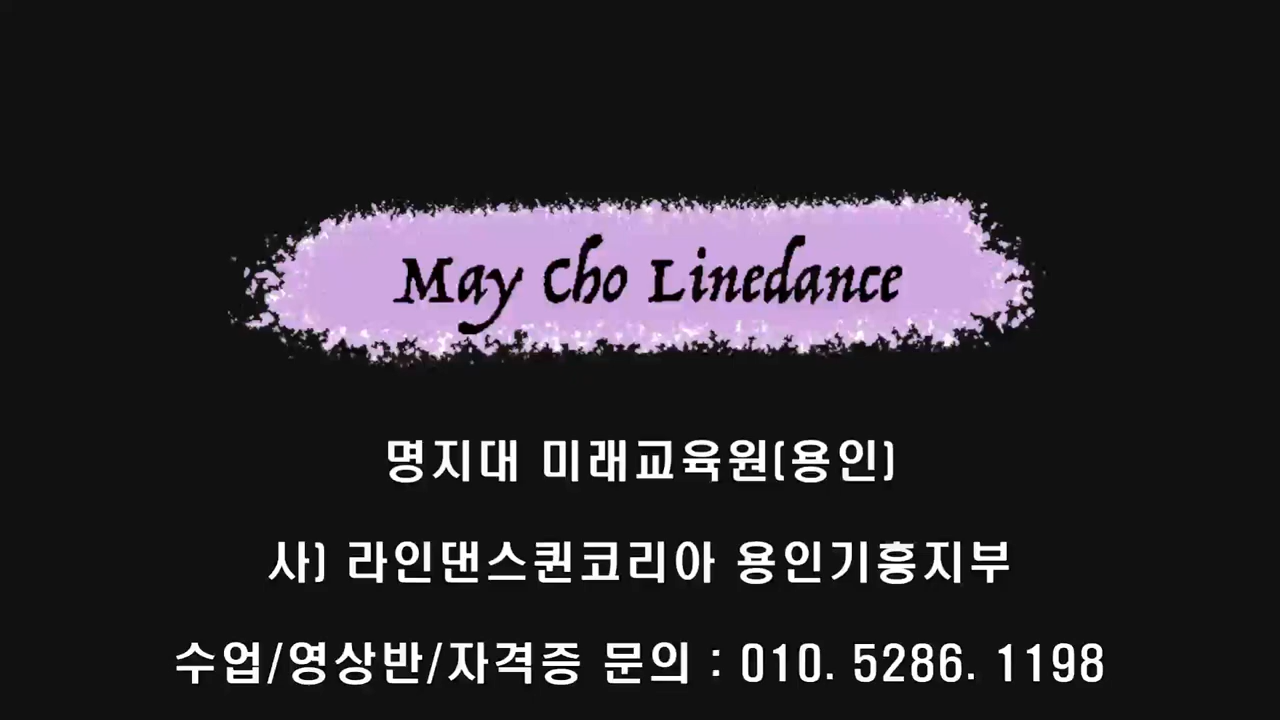 May Cho Linedance
명지대 미래교육원(용인)
사) 라인댄스퀸코리아 용인기흥지부
수업/영상반/자격증 문의 : 010. 5286. 1198